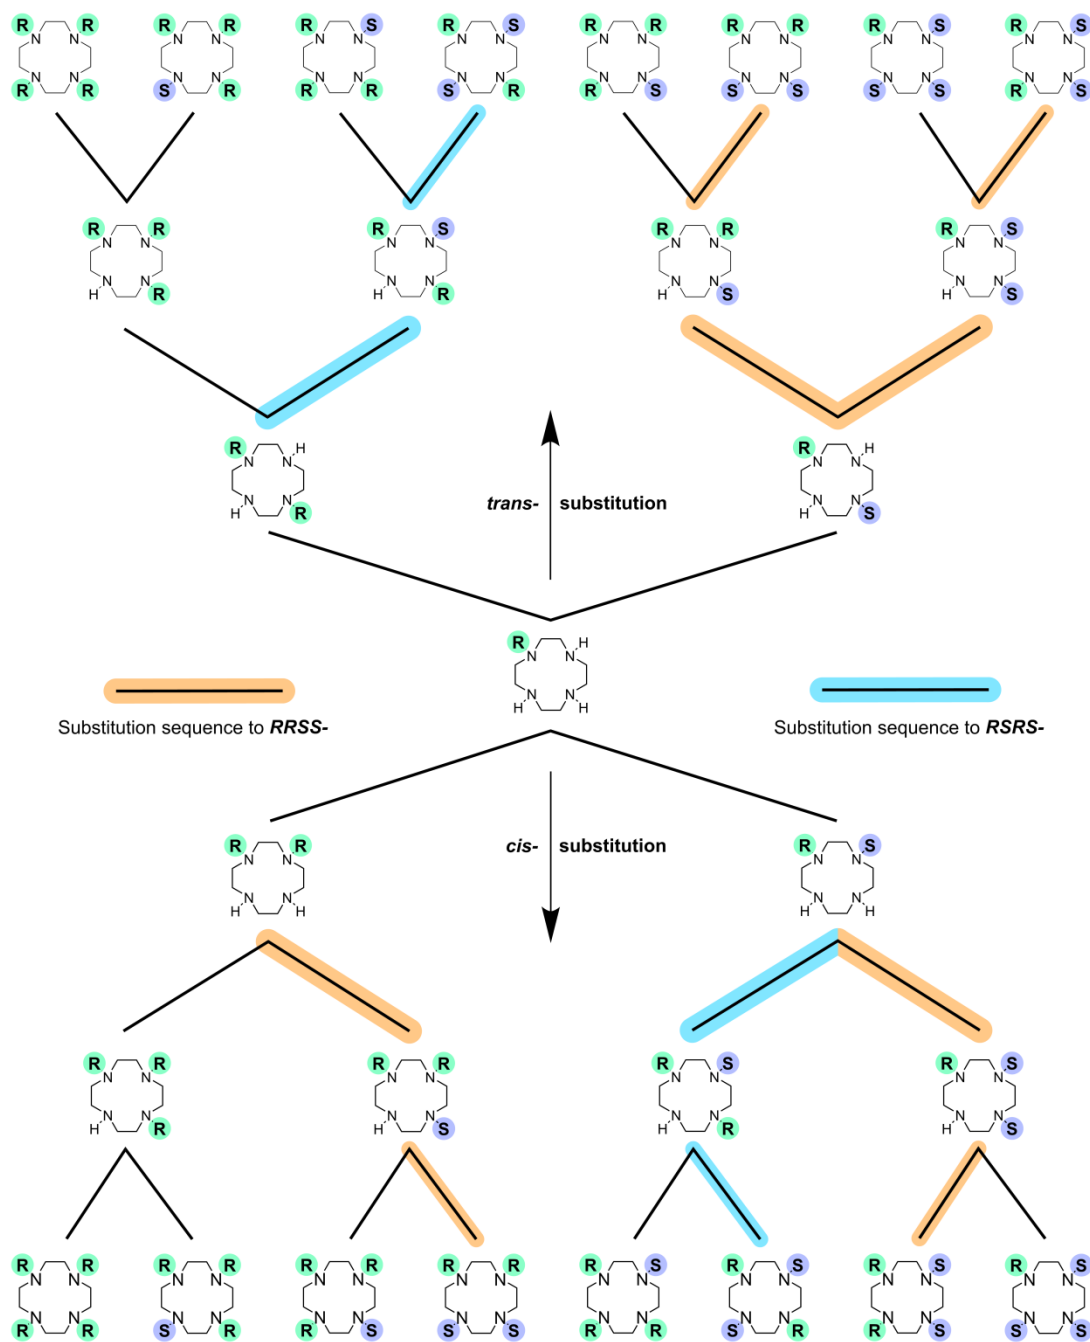 R R R R R S R S R R R R R S R S
N N N N N N N N N N N N N N N N
N N N N N N N N N N N N N N N N
R R S R R R S R R S S S S S R S
R R R S R R R S
N N N N N N N N
N N N N N N N N
H R H R H S H S
R H R H
N N N N
N N N N
H R H S
trans- substitution
R H
N N
N N
H H
Substitution sequence to RRSS-
Substitution sequence to RSRS-
cis- substitution
R R R S
N N N N
N N N N
H H H H
R R R R R S R S
N N N N N N N N
N N N N N N N N
H R H S H R H S
R R R R R R R R R S R S R S R S
N N N N N N N N N N N N N N N N
N N N N N N N N N N N N N N N N
R R S R R S S S R R S R R S S S